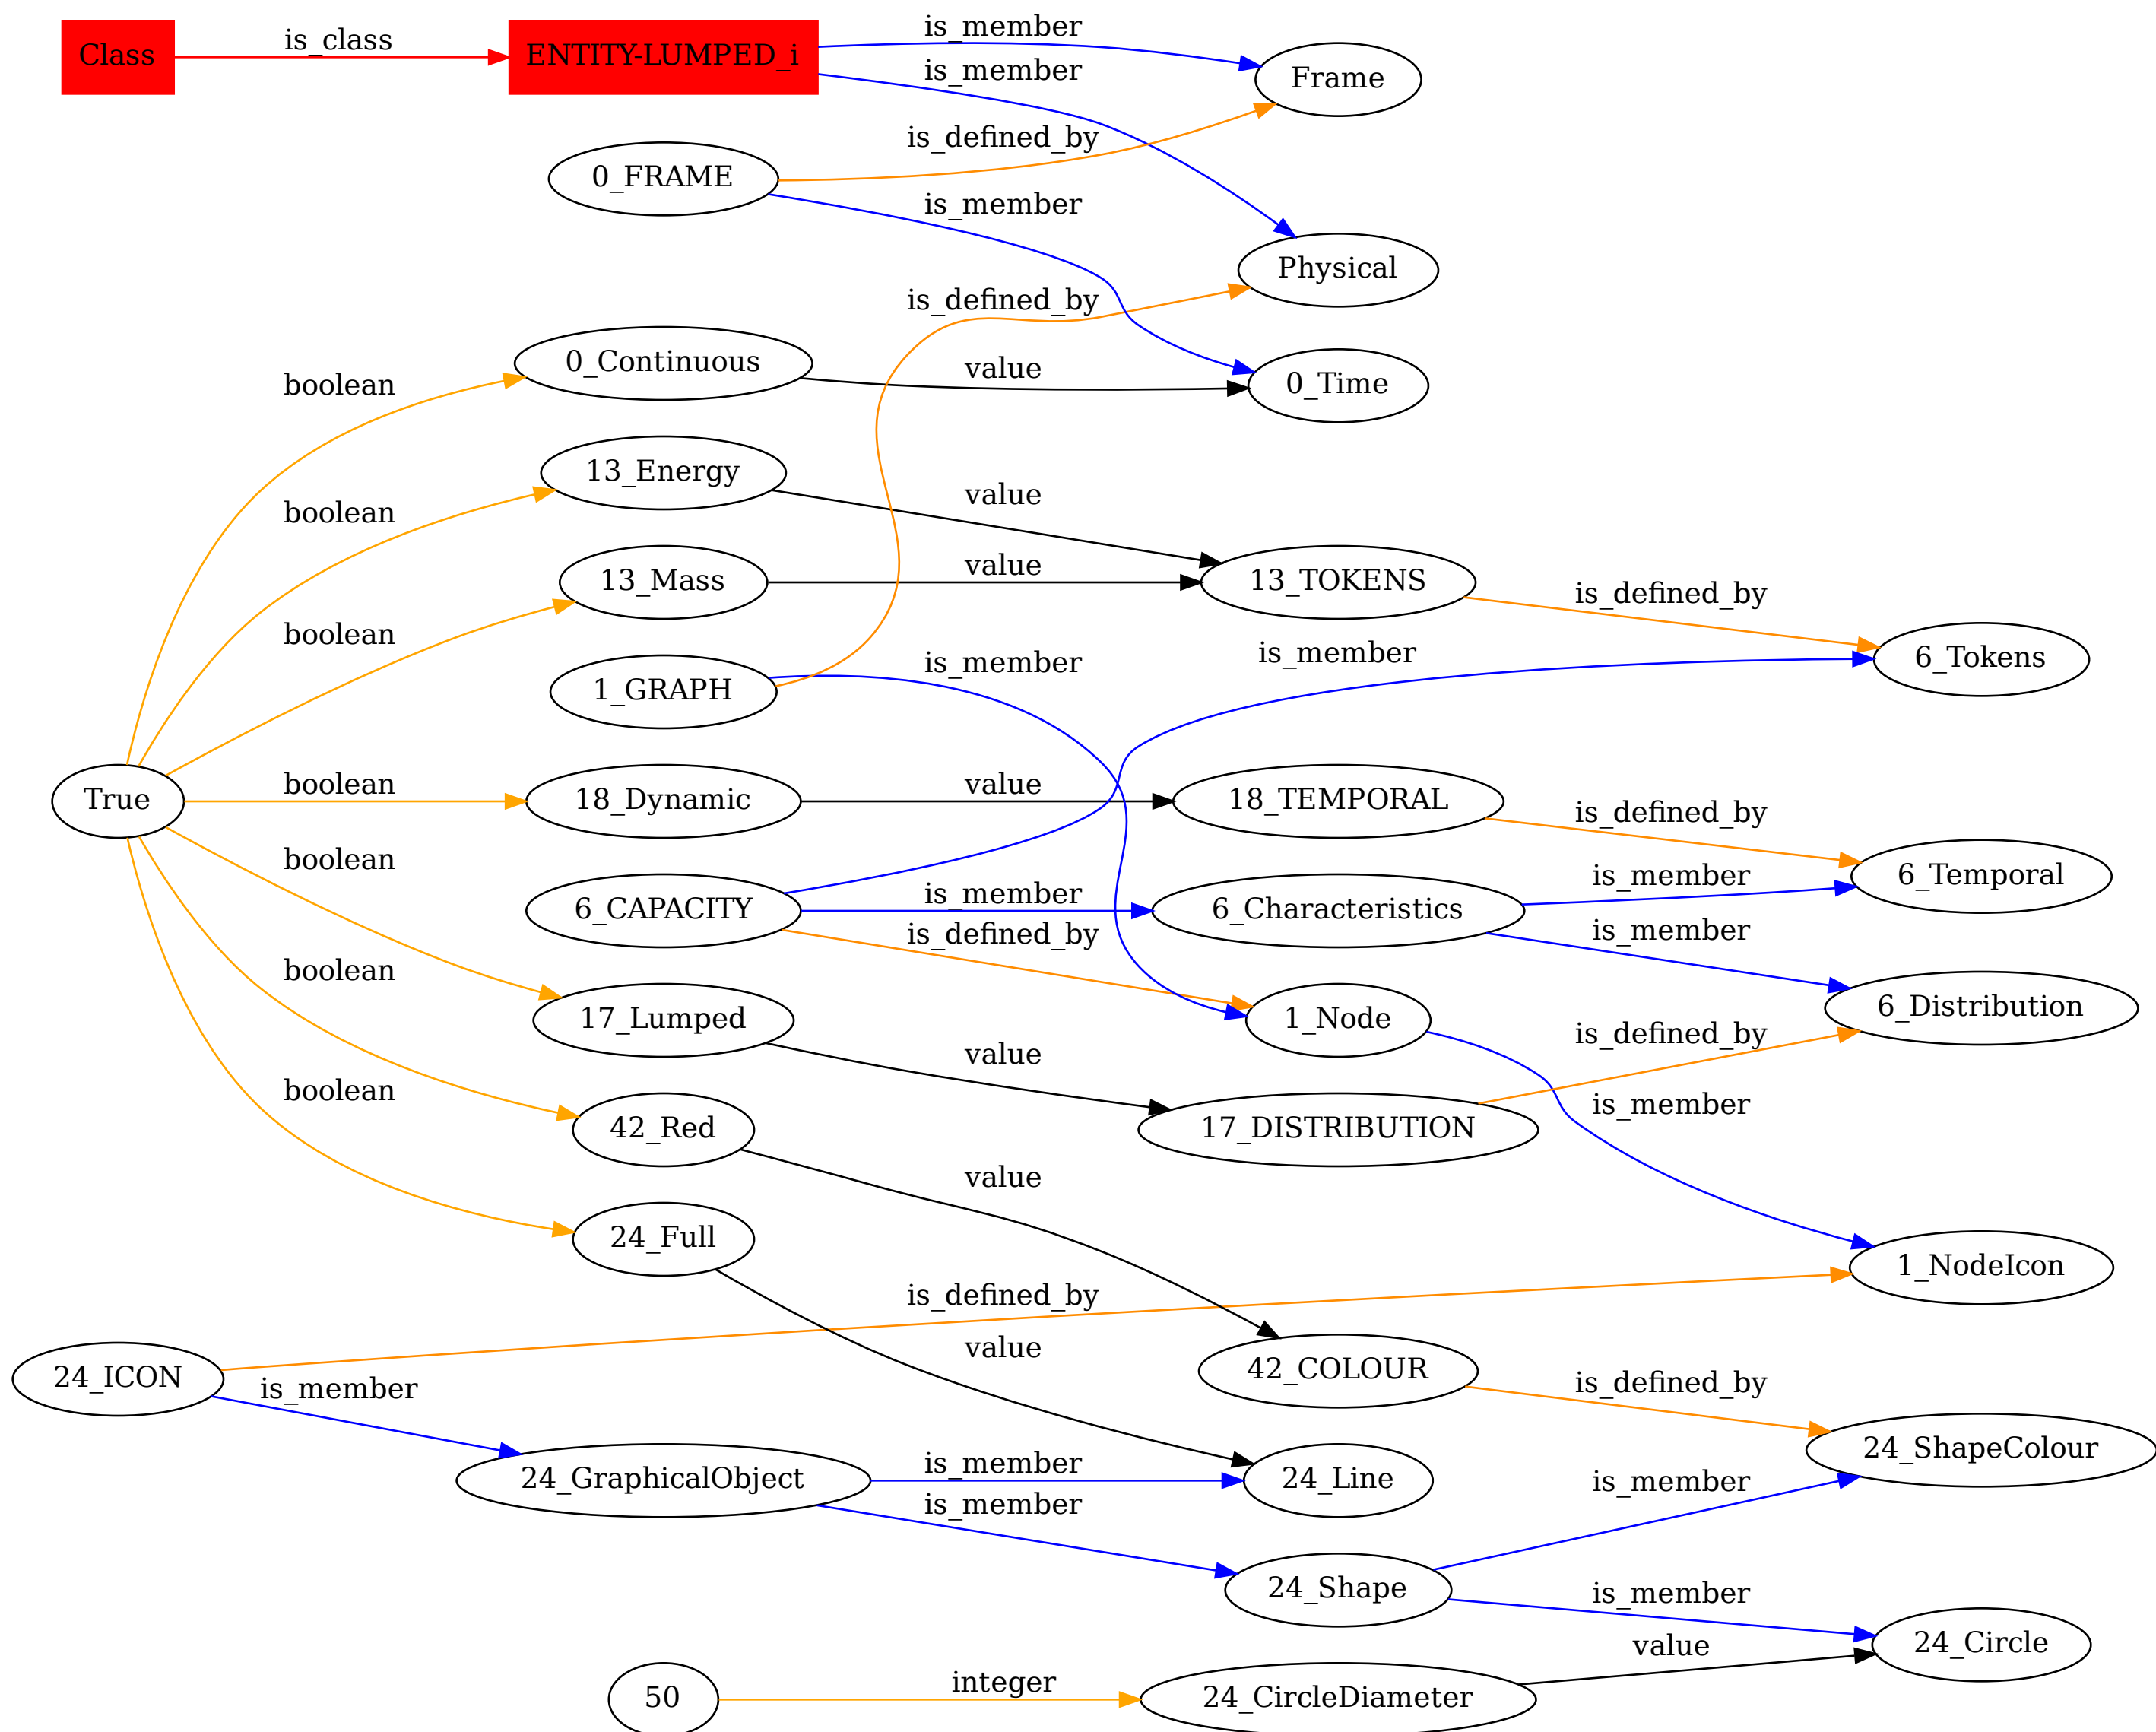 Class
is_class
ENTITY-LUMPED_i
is_member
Frame
is_member
is_defined_by
0_FRAME
is_member
Physical
is_defined_by
0_Continuous
boolean
value
0_Time
13_Energy
boolean
value
13_Mass
value
13_TOKENS
is_defined_by
boolean
1_GRAPH
is_member
is_member
6_Tokens
True
boolean
18_Dynamic
value
18_TEMPORAL
is_defined_by
boolean
6_CAPACITY
is_member
6_Characteristics
is_member
6_Temporal
is_defined_by
is_member
boolean
17_Lumped
1_Node
6_Distribution
value
is_defined_by
boolean
42_Red
17_DISTRIBUTION
is_member
value
24_Full
1_NodeIcon
is_defined_by
value
24_ICON
is_member
42_COLOUR
is_defined_by
24_ShapeColour
24_GraphicalObject
is_member
24_Line
is_member
is_member
24_Shape
is_member
24_Circle
50
integer
24_CircleDiameter
value